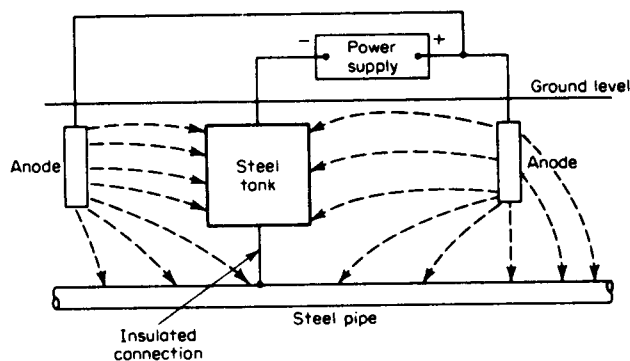 − Power +
supply
Ground level
Anode
Steel
tank
Anode
Steel pipe
Insulated
connection